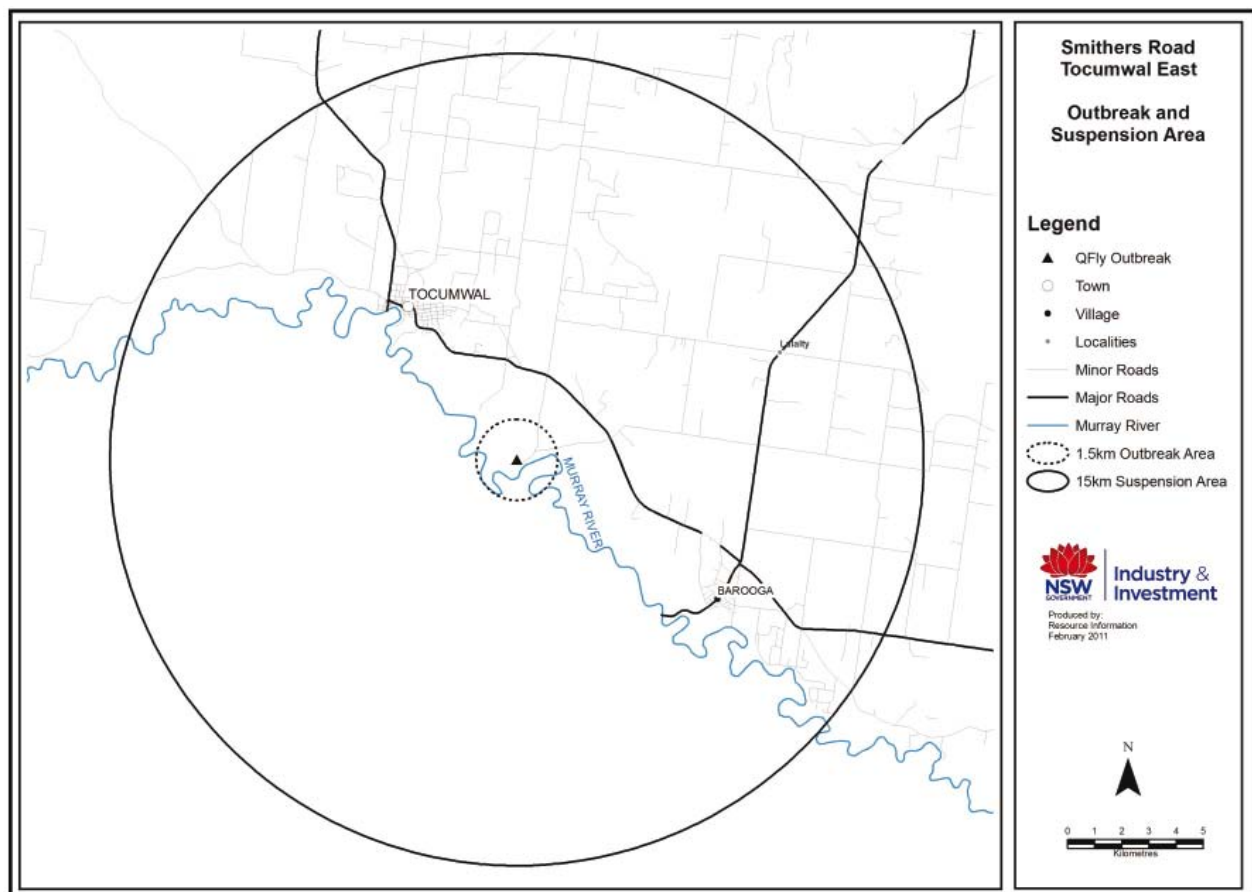 Smithers Road
Tocumwal East
Outbreak and
Suspension Area
Legend
QFly Outbreak
Town
Village
Localities
Minor Roads
Major Roads
Murray River
1.5km Outbreak Area
15km Suspension Area
NSW
GOVERNMENT
Industry &
Investment
Produced by:
Resource Information
February 2011
N
0 1 2 3 4 5
Kilometres
TOCUMWAL
Lalalty
MURRAY RIVER
BAROOGA